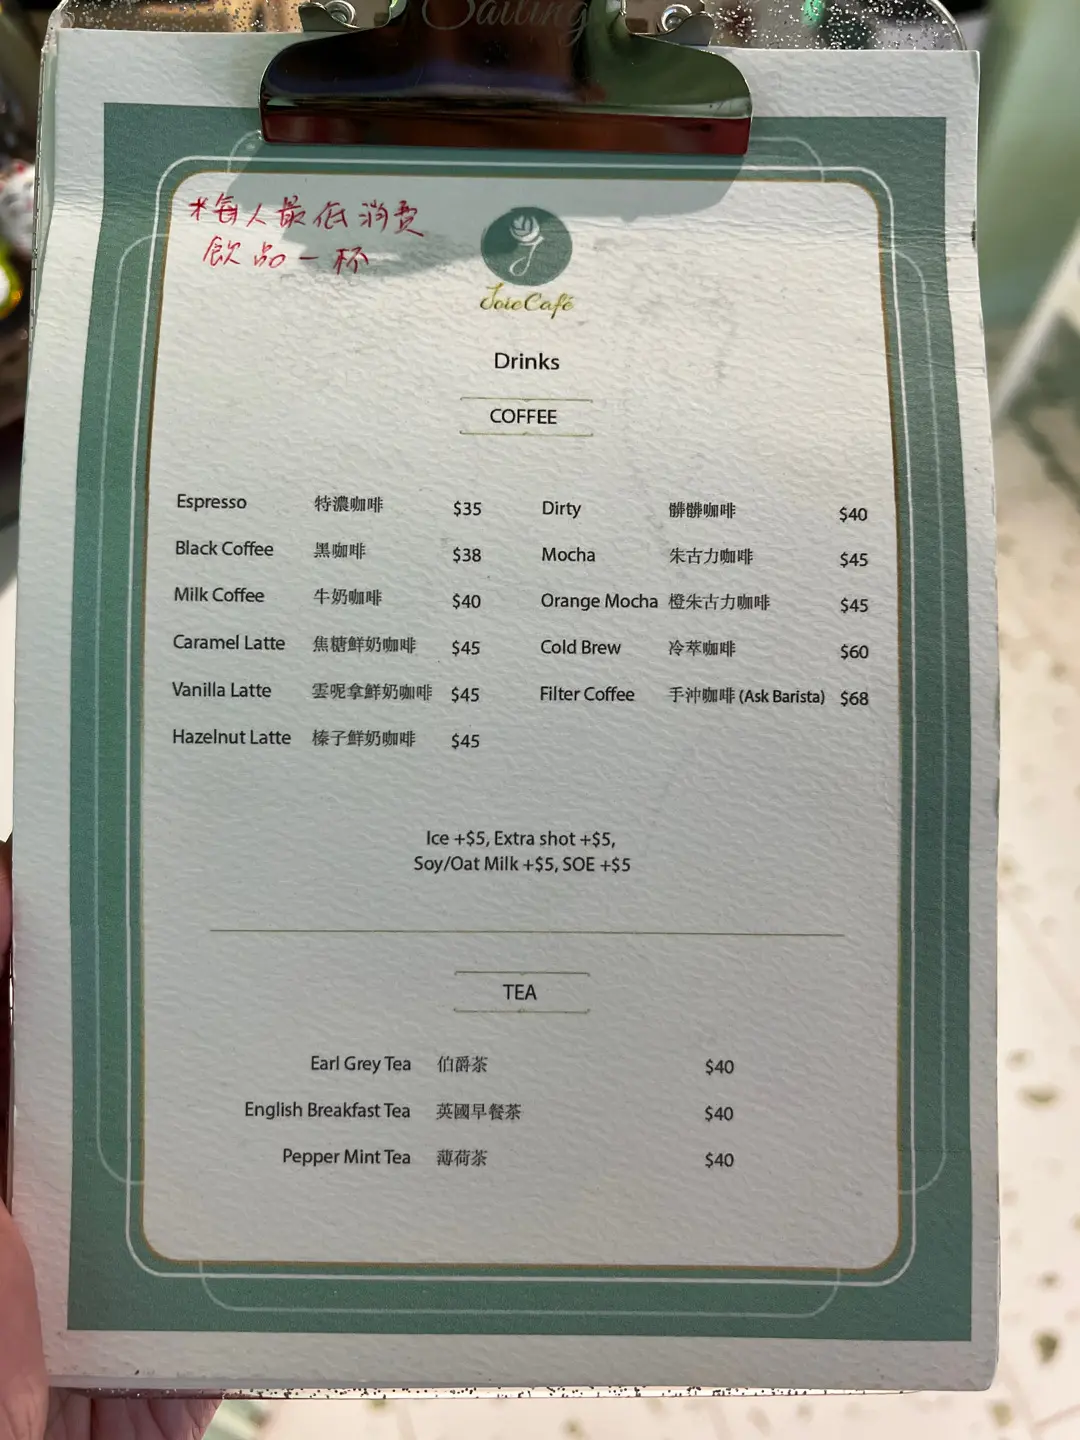 Sailing
*每人最低消費
飲品一杯
JoieCafé
Drinks
COFFEE
Espresso 特濃咖啡 $35
Black Coffee 黑咖啡 $38
Milk Coffee 牛奶咖啡 $40
Caramel Latte 焦糖鮮奶咖啡 $45
Vanilla Latte 雲呢拿鮮奶咖啡 $45
Hazelnut Latte 榛子鮮奶咖啡 $45
Dirty 髒髒咖啡 $40
Mocha 朱古力咖啡 $45
Orange Mocha 橙朱古力咖啡 $45
Cold Brew 冷萃咖啡 $60
Filter Coffee 手沖咖啡 (Ask Barista) $68
Ice +$5, Extra shot +$5,
Soy/Oat Milk +$5, SOE +$5
TEA
Earl Grey Tea 伯爵茶 $40
English Breakfast Tea 英國早餐茶 $40
Pepper Mint Tea 薄荷茶 $40